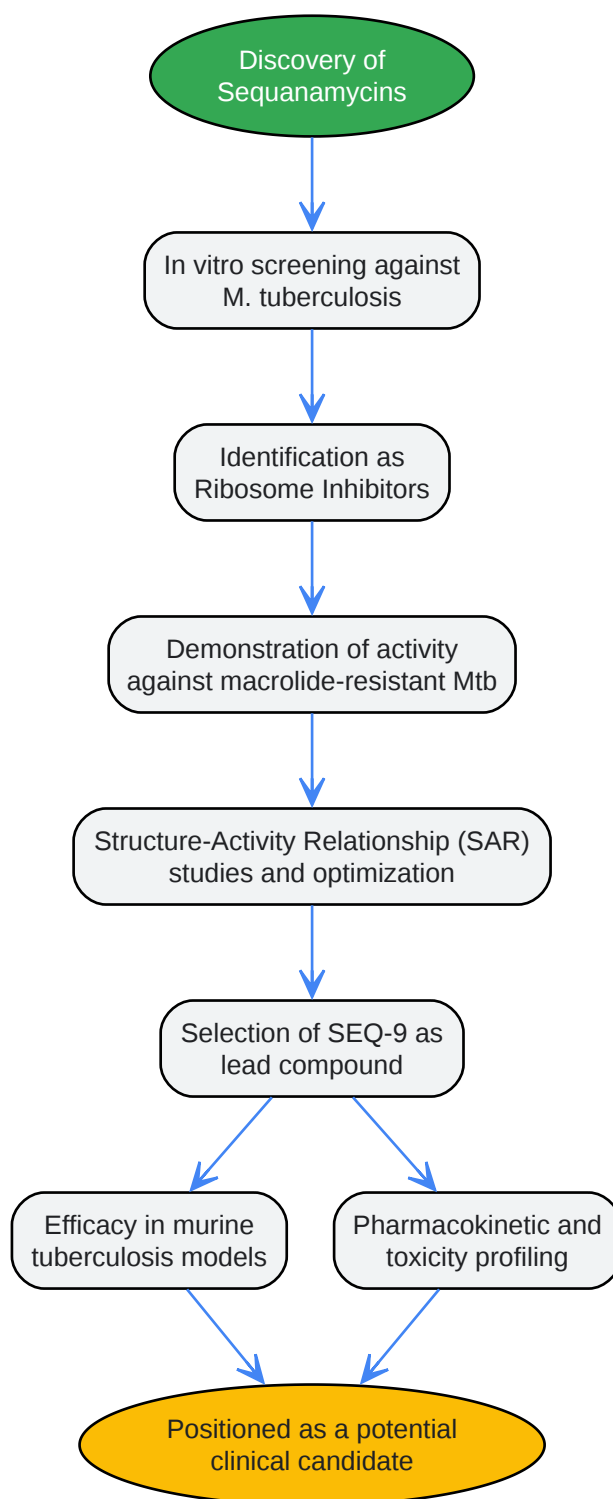 Discovery of
Sequanamycins
In vitro screening against
M. tuberculosis
Identification as
Ribosome Inhibitors
Demonstration of activity
against macrolide-resistant Mtb
Structure-Activity Relationship (SAR)
studies and optimization
Selection of SEQ-9 as
lead compound
Efficacy in murine
tuberculosis models
Pharmacokinetic and
toxicity profiling
Positioned as a potential
clinical candidate